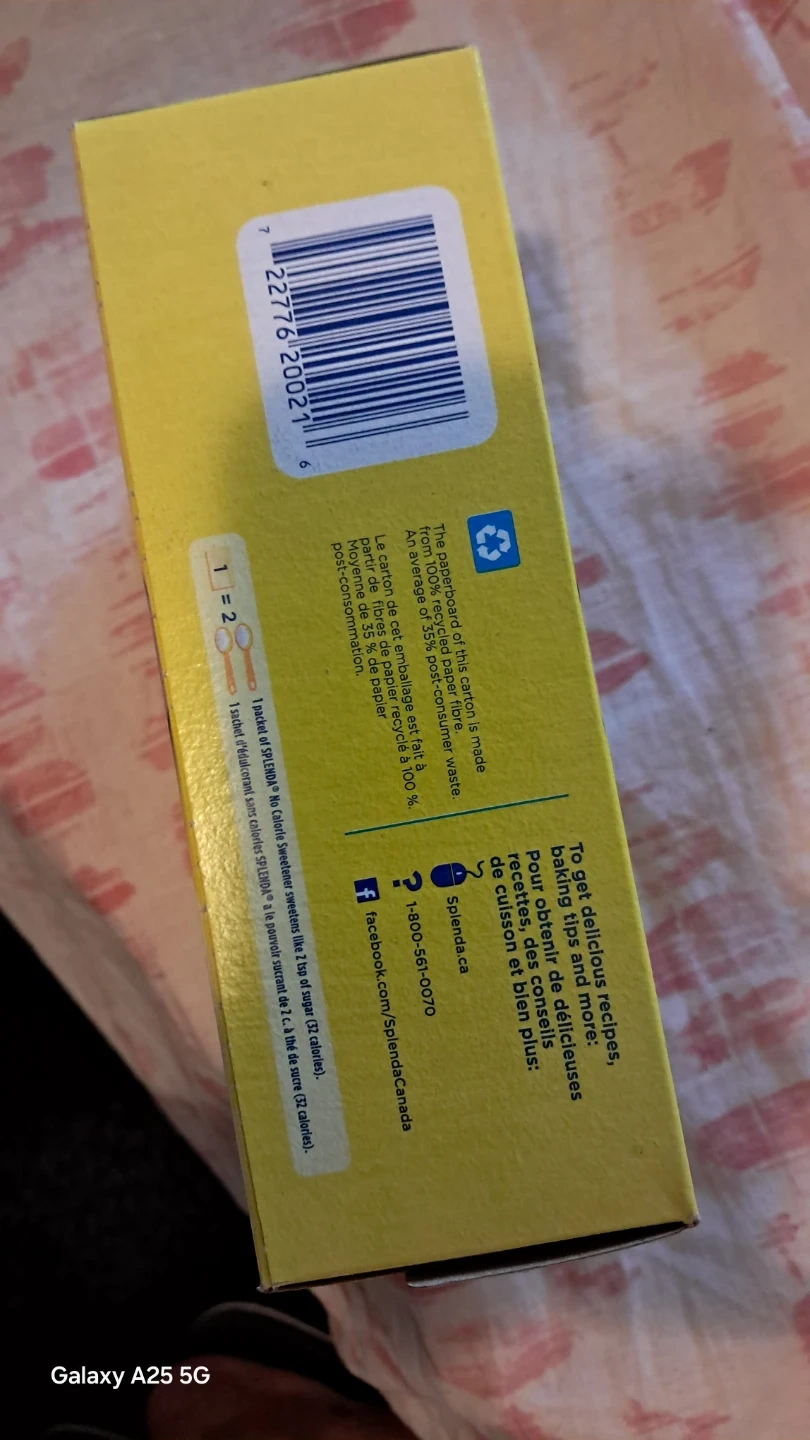 7 22776 20021 6
The paperboard of this carton is made
from 100% recycled paper fibre.
An average of 35% post-consumer waste.
Le carton de cet emballage est fait à
partir de fibres de papier recyclé à 100 %.
Moyenne de 35 % de papier
post-consommation.
To get delicious recipes,
baking tips and more:
Pour obtenir de délicieuses
recettes, des conseils
de cuisson et bien plus:
Splenda.ca
? 1-800-561-0070
f facebook.com/SplendaCanada
1 = 2
1 packet of SPLENDA® No Calorie Sweetener sweetens like 2 tsp of sugar (32 calories).
1 sachet d'édulcorant sans calories SPLENDA® a le pouvoir sucrant de 2 c. à thé de sucre (32 calories).
Galaxy A25 5G